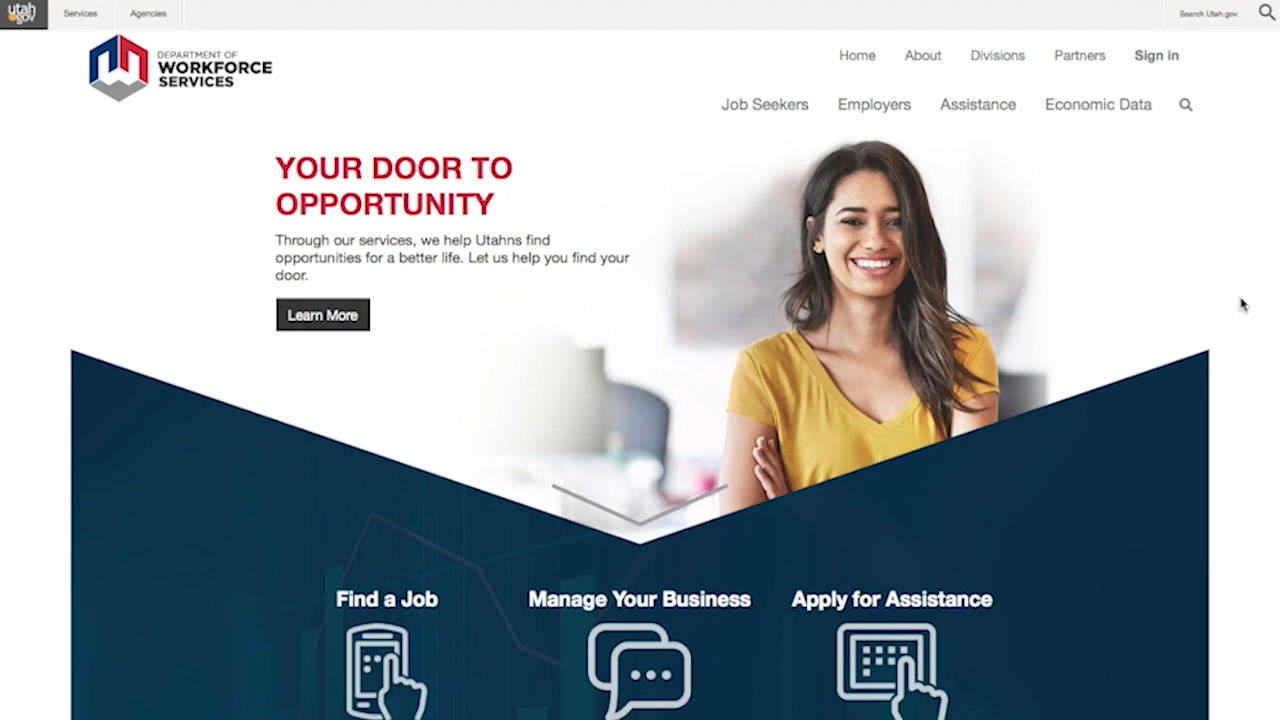 utah
gov
Services
Agencies
Search Utah.gov
DEPARTMENT OF
WORKFORCE
SERVICES
Home
About
Divisions
Partners
Sign in
Job Seekers
Employers
Assistance
Economic Data
YOUR DOOR TO
OPPORTUNITY
Through our services, we help Utahns find
opportunities for a better life. Let us help you find your
door.
Learn More
Find a Job
Manage Your Business
Apply for Assistance